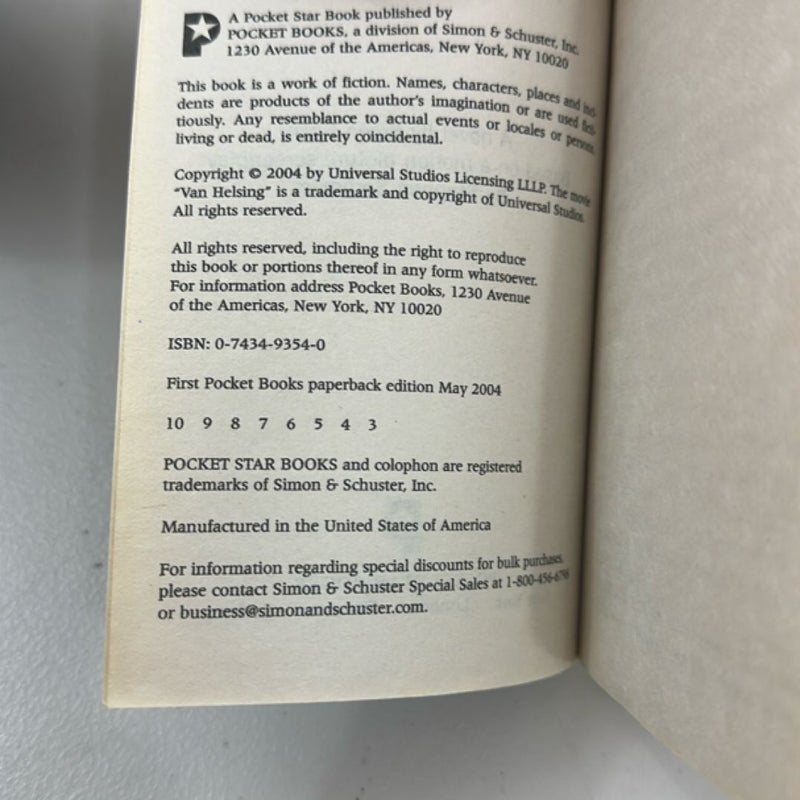 A Pocket Star Book published by
POCKET BOOKS, a division of Simon & Schuster, Inc.
1230 Avenue of the Americas, New York, NY 10020
This book is a work of fiction. Names, characters, places and inci-
dents are products of the author's imagination or are used ficti-
tiously. Any resemblance to actual events or locales or persons,
living or dead, is entirely coincidental.
Copyright © 2004 by Universal Studios Licensing LLLP. The movie
"Van Helsing" is a trademark and copyright of Universal Studios.
All rights reserved.
All rights reserved, including the right to reproduce
this book or portions thereof in any form whatsoever.
For information address Pocket Books, 1230 Avenue
of the Americas, New York, NY 10020
ISBN: 0-7434-9354-0
First Pocket Books paperback edition May 2004
10 9 8 7 6 5 4 3
POCKET STAR BOOKS and colophon are registered
trademarks of Simon & Schuster, Inc.
Manufactured in the United States of America
For information regarding special discounts for bulk purchases,
please contact Simon & Schuster Special Sales at 1-800-456-6798
or business@simonandschuster.com.